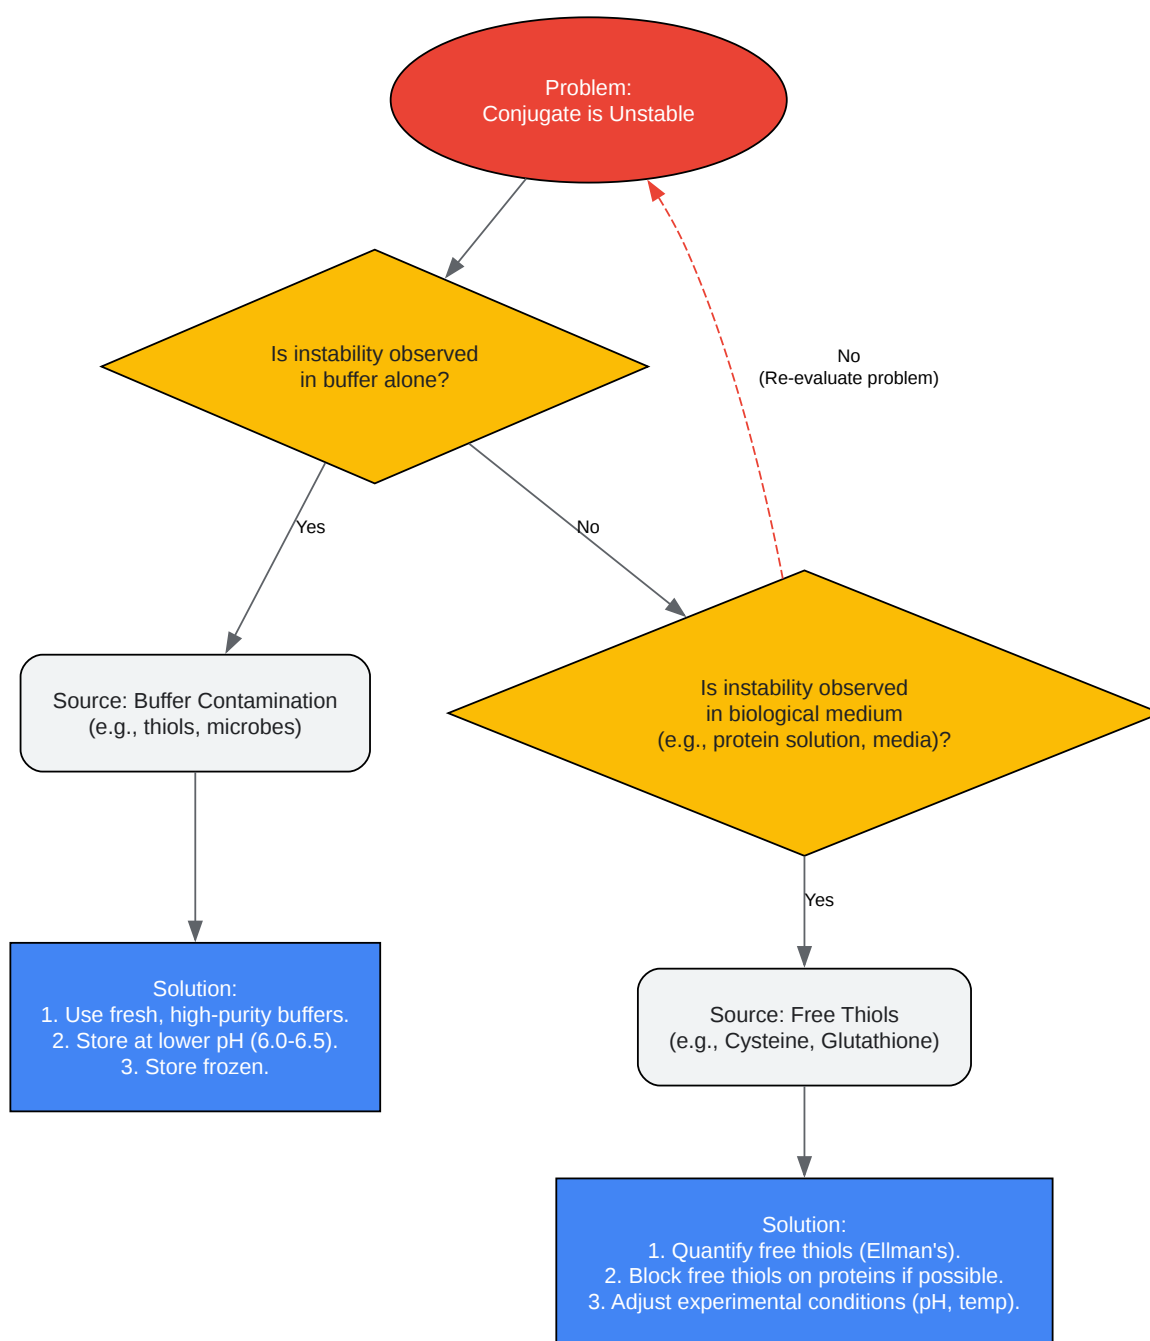 Problem:
Conjugate is Unstable
Is instability observed
in buffer alone?
No
(Re-evaluate problem)
Yes
No
Source: Buffer Contamination
(e.g., thiols, microbes)
Is instability observed
in biological medium
(e.g., protein solution, media)?
Yes
Solution:
1. Use fresh, high-purity buffers.
2. Store at lower pH (6.0-6.5).
3. Store frozen.
Source: Free Thiols
(e.g., Cysteine, Glutathione)
Solution:
1. Quantify free thiols (Ellman's).
2. Block free thiols on proteins if possible.
3. Adjust experimental conditions (pH, temp).